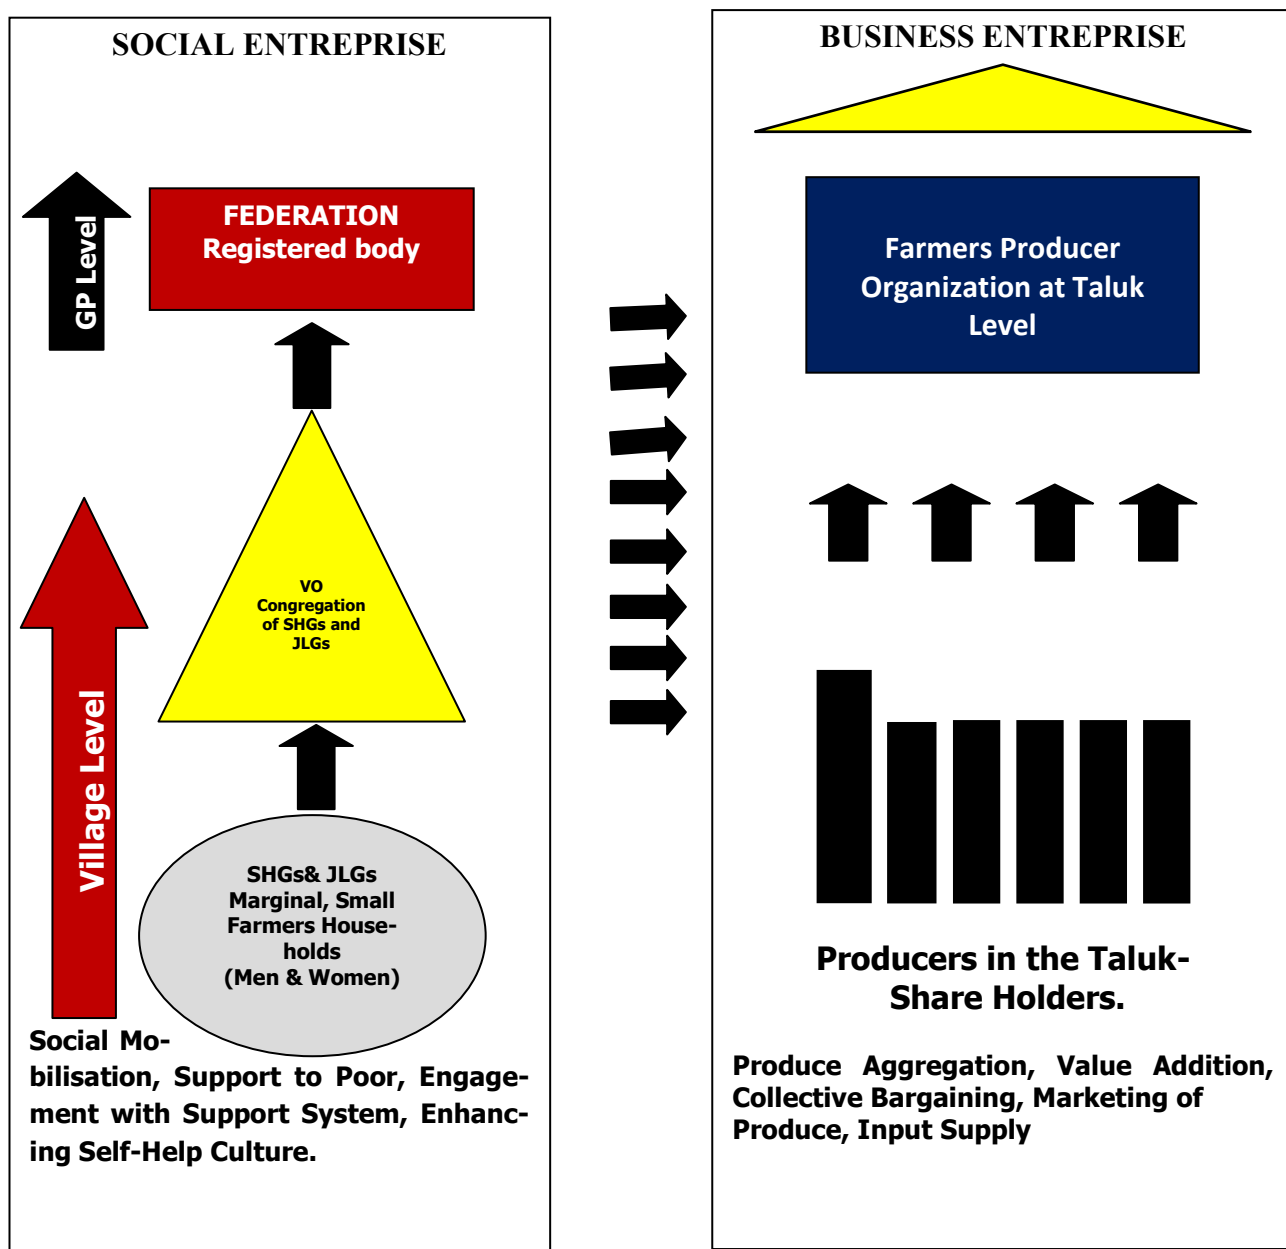 SOCIAL ENTREPRISE
GP Level
FEDERATION
Registered body
VO
Congregation
of SHGs and
JLGs
Village Level
SHGs& JLGs
Marginal, Small
Farmers House-
holds
(Men & Women)
Social Mo-
bilisation, Support to Poor, Engage-
ment with Support System, Enhanc-
ing Self-Help Culture.
BUSINESS ENTREPRISE
Farmers Producer
Organization at Taluk
Level
Producers in the Taluk-
Share Holders.
Produce Aggregation, Value Addition,
Collective Bargaining, Marketing of
Produce, Input Supply